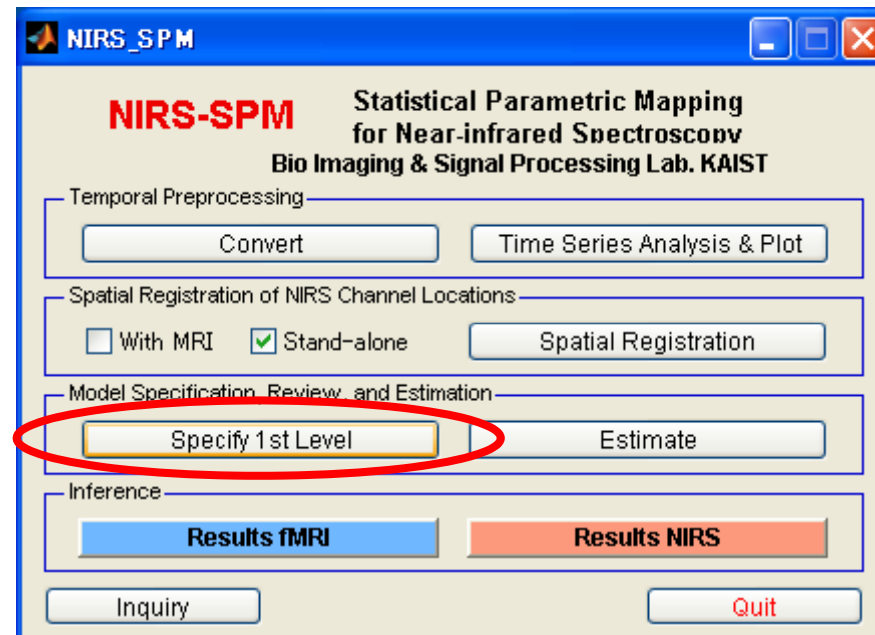 NIRS_SPM
NIRS-SPM
Statistical Parametric Mapping
for Near-infrared Spectroscopy
Bio Imaging & Signal Processing Lab. KAIST
Temporal Preprocessing
Convert
Time Series Analysis & Plot
Spatial Registration of NIRS Channel Locations
With MRI
Stand-alone
Spatial Registration
Model Specification, Review, and Estimation
Specify 1st Level
Estimate
Inference
Results fMRI
Results NIRS
Inquiry
Quit